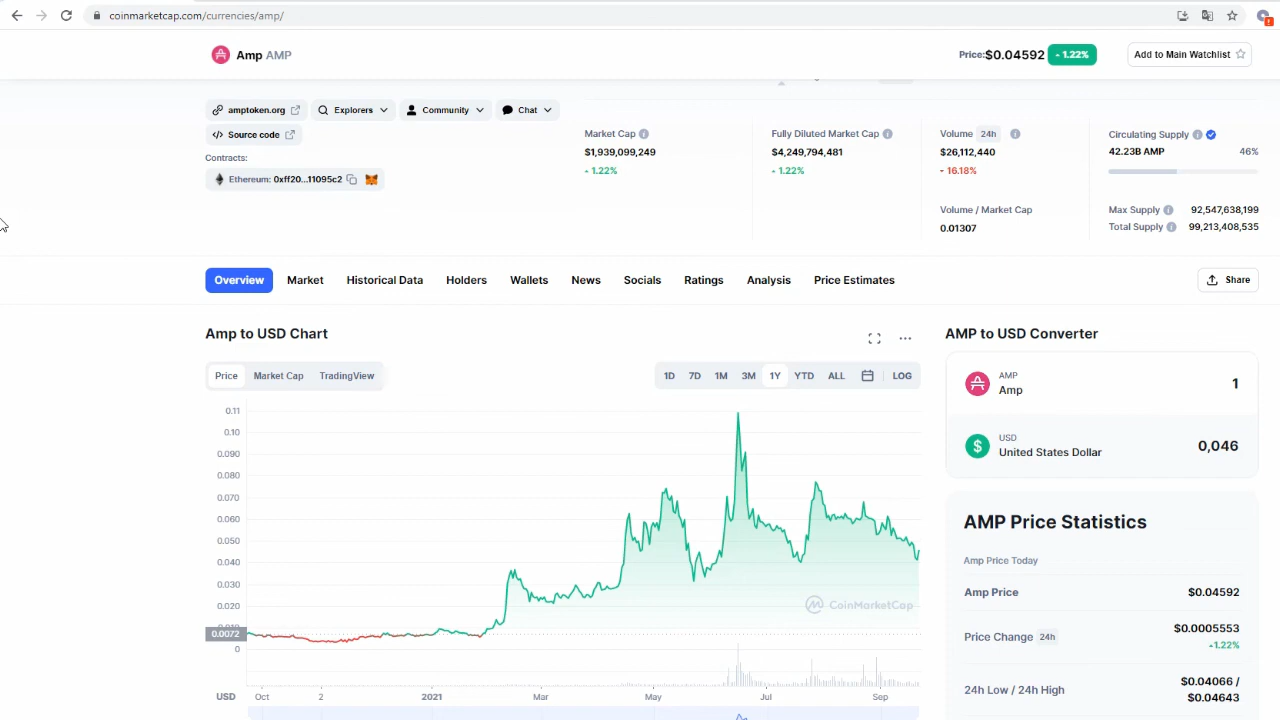 coinmarketcap.com/currencies/amp/
Amp AMP
Price:$0.04592 1.22%
Add to Main Watchlist
amptoken.org Explorers Community Chat
Source code
Contracts:
Ethereum: 0xff20...11095c2
Market Cap
$1,939,099,249
1.22%
Fully Diluted Market Cap
$4,249,794,481
1.22%
Volume 24h
$26,112,440
16.18%
Volume / Market Cap
0.01307
Circulating Supply
42.23B AMP 46%
Max Supply 92,547,638,199
Total Supply 99,213,408,535
Overview Market Historical Data Holders Wallets News Socials Ratings Analysis Price Estimates
Share
Amp to USD Chart
Price Market Cap TradingView
1D 7D 1M 3M 1Y YTD ALL LOG
0.11
0.10
0.090
0.080
0.070
0.060
0.050
0.040
0.030
0.020
0.0072
0
CoinMarketCap
USD Oct 2 2021 Mar May Jul Sep
AMP to USD Converter
AMP
Amp 1
USD
United States Dollar 0,046
AMP Price Statistics
Amp Price Today
Amp Price $0.04592
Price Change 24h $0.0005553
1.22%
24h Low / 24h High $0.04066 /
$0.04643